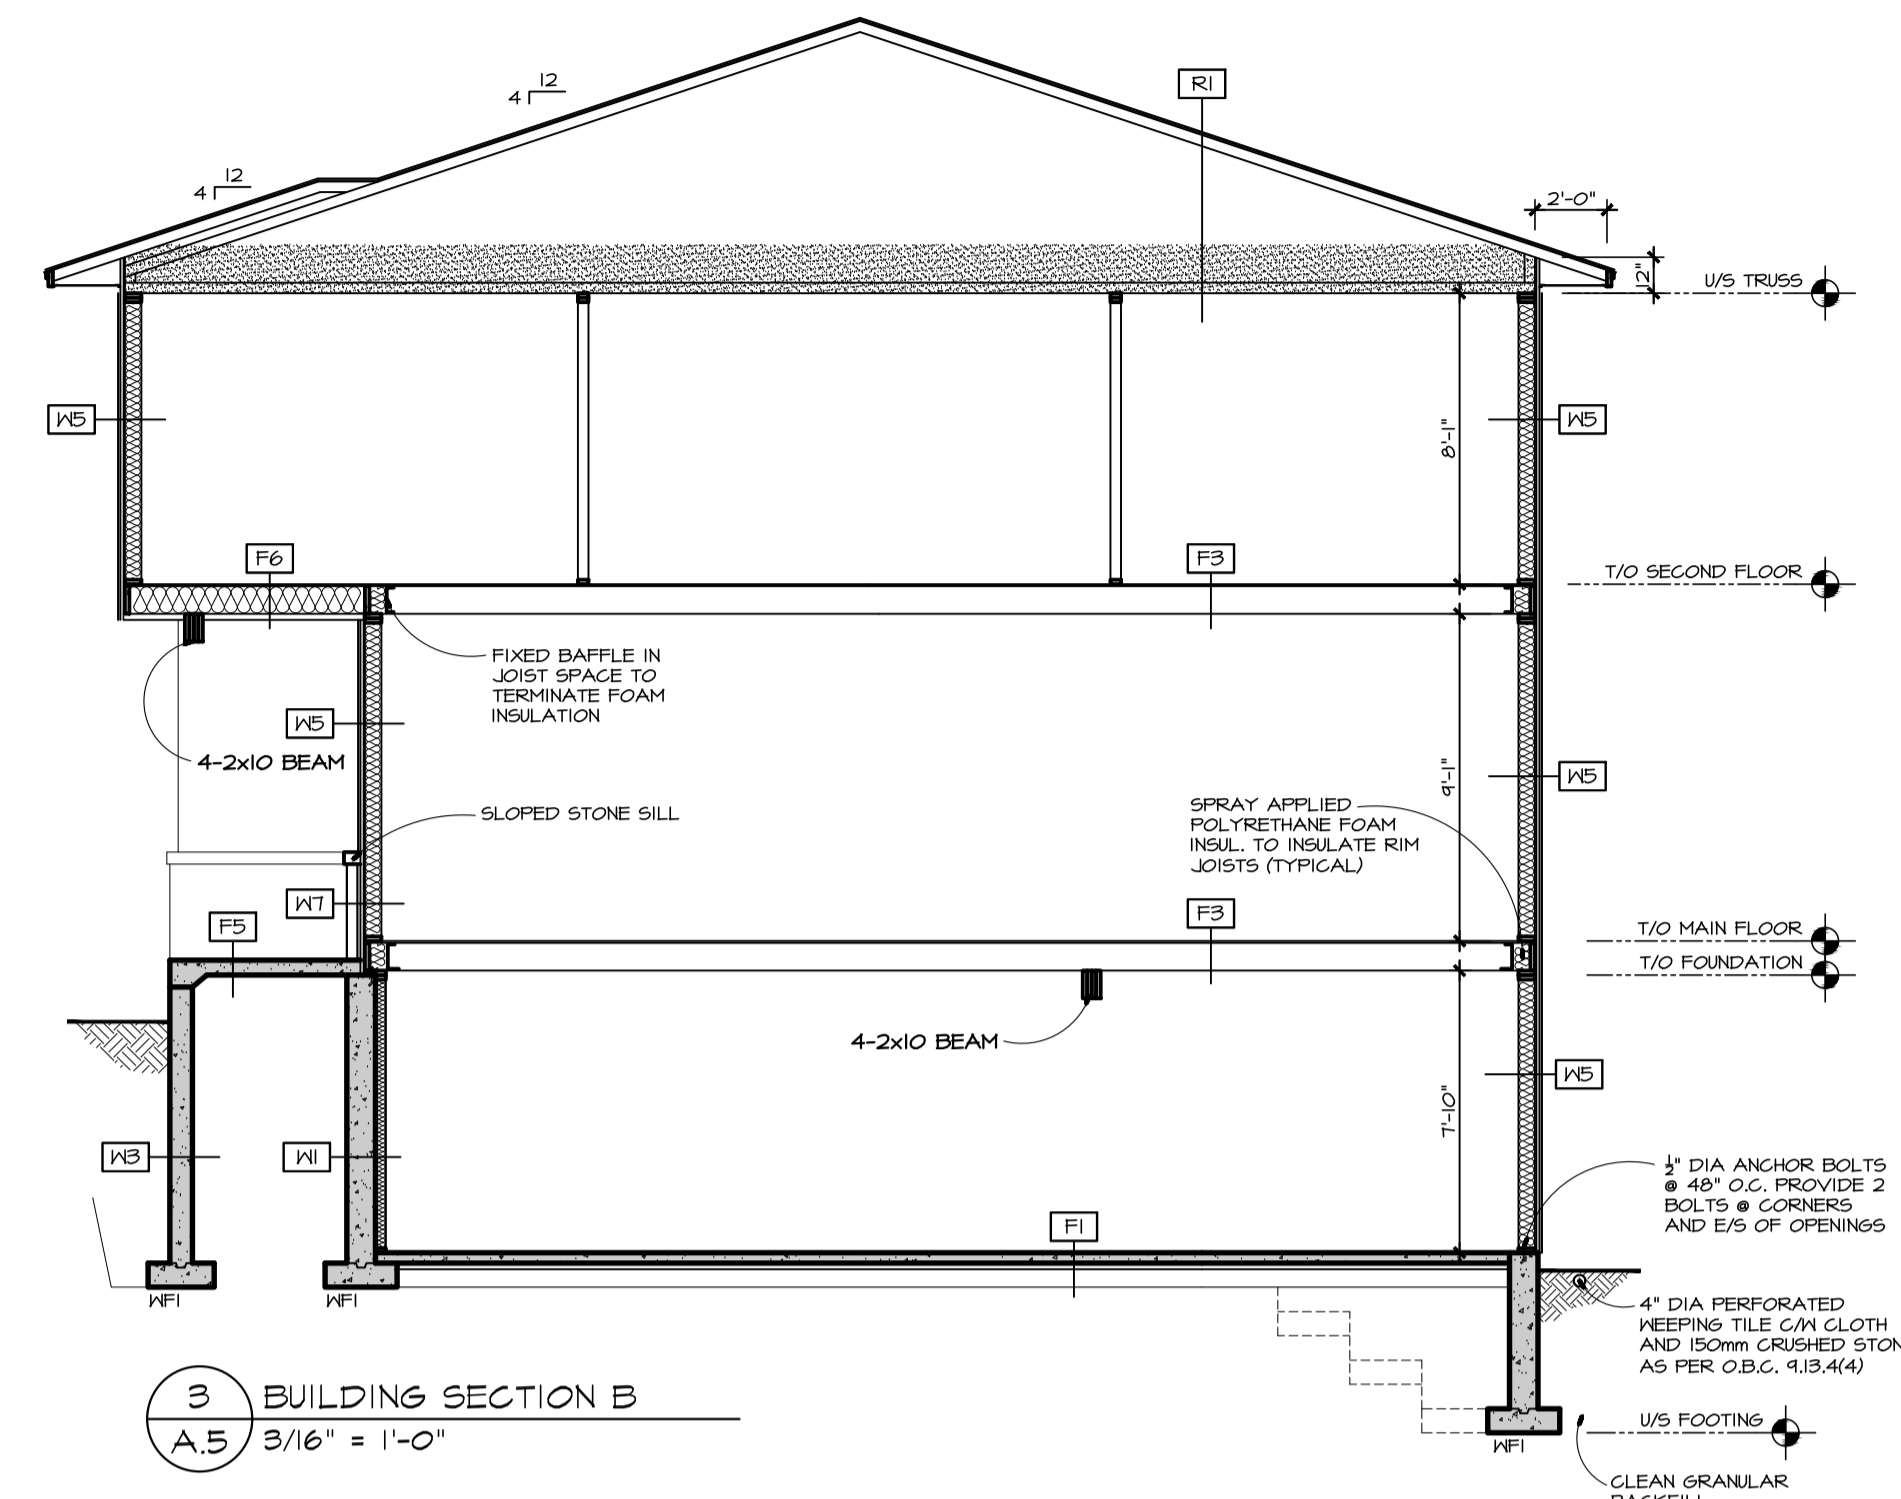 12
4
R1
12
4
2'-0"
12"
U/S TRUSS
W5
8'-1"
W5
F6
F3
T/O SECOND FLOOR
FIXED BAFFLE IN
JOIST SPACE TO
TERMINATE FOAM
INSULATION
W5
4-2x10 BEAM
9'-1"
W5
SLOPED STONE SILL
SPRAY APPLIED
POLYRETHANE FOAM
INSUL. TO INSULATE RIM
JOISTS (TYPICAL)
W7
F5
F3
T/O MAIN FLOOR
T/O FOUNDATION
4-2x10 BEAM
W5
7'-10"
W3
W1
1/2" DIA ANCHOR BOLTS
@ 48" O.C. PROVIDE 2
BOLTS @ CORNERS
AND E/S OF OPENINGS
F1
WF1
WF1
4" DIA PERFORATED
WEEPING TILE C/W CLOTH
AND 150mm CRUSHED STON
AS PER O.B.C. 9.13.4(4)
3
BUILDING SECTION B
A.5
3/16" = 1'-0"
U/S FOOTING
WF1
CLEAN GRANULAR